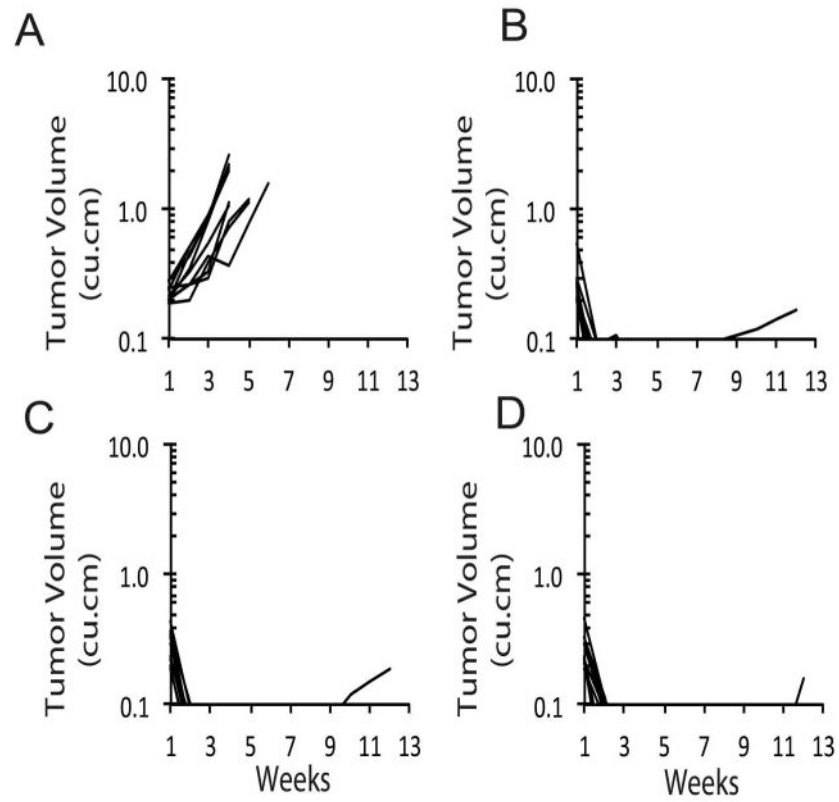 A
10.0
1.0
0.1
Tumor Volume
(cu.cm)
1 3 5 7 9 11 13
B
10.0
1.0
0.1
Tumor Volume
(cu.cm)
1 3 5 7 9 11 13
C
10.0
1.0
0.1
Tumor Volume
(cu.cm)
1 3 5 7 9 11 13
Weeks
D
10.0
1.0
0.1
Tumor Volume
(cu.cm)
1 3 5 7 9 11 13
Weeks